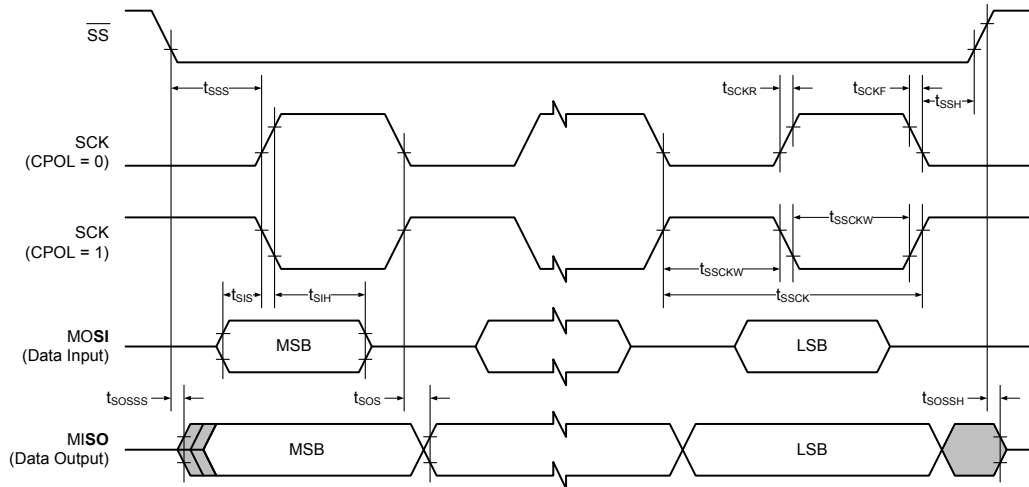 SS
tSSS
tSCKR
tSCKF
tSSH
SCK
(CPOL = 0)
SCK
(CPOL = 1)
tSSCKW
tSSCKW
tSSCK
tSIS
tSIH
MOSI
(Data Input)
MSB
LSB
tSOSSS
tSOS
tSOSSH
MISO
(Data Output)
MSB
LSB